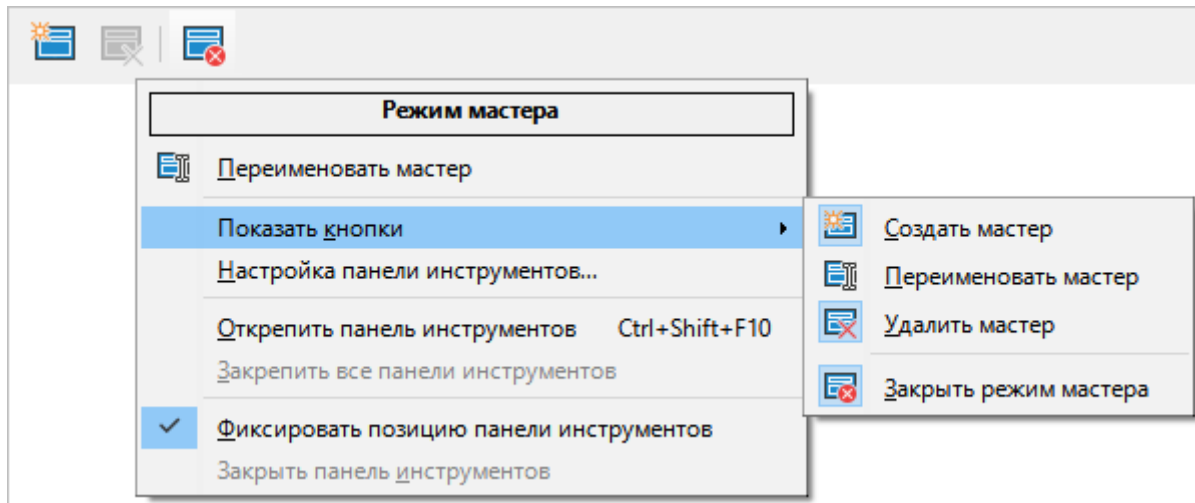 Режим мастера
Переименовать мастер
Показать кнопки
Настройка панели инструментов...
Открепить панель инструментов Ctrl+Shift+F10
Закрепить все панели инструментов
Фиксировать позицию панели инструментов
Закрыть панель инструментов
Создать мастер
Переименовать мастер
Удалить мастер
Закрыть режим мастера